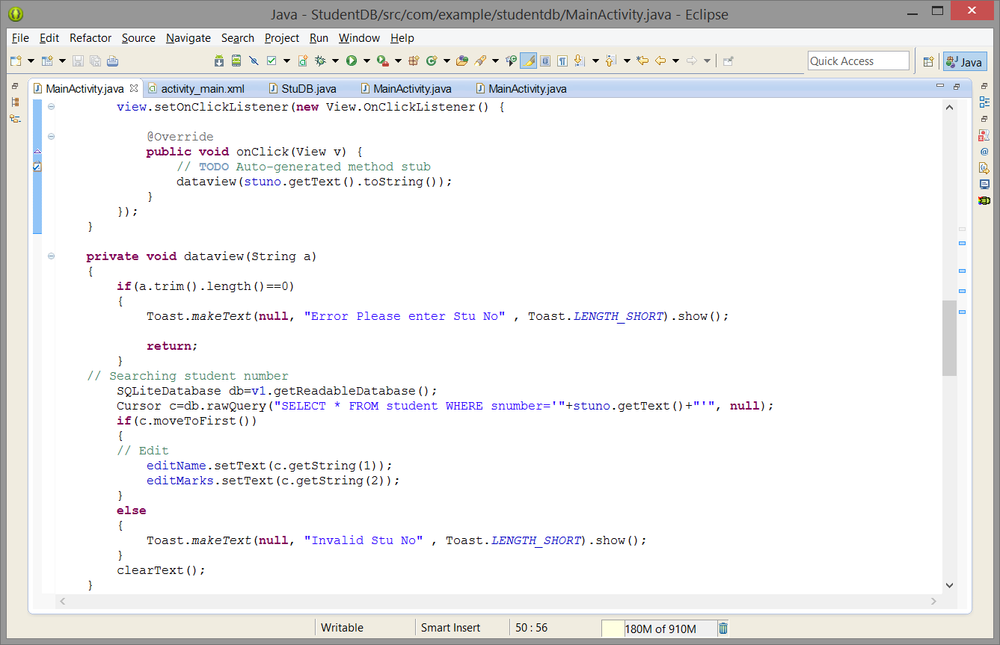 Java - StudentDB/src/com/example/studentdb/MainActivity.java - Eclipse
File Edit Refactor Source Navigate Search Project Run Window Help
Quick Access
Java
MainActivity.java activity_main.xml StuDB.java MainActivity.java MainActivity.java
view.setOnClickListener(new View.OnClickListener() {
@Override
public void onClick(View v) {
// TODO Auto-generated method stub
dataview(stuno.getText().toString());
}
});
}
private void dataview(String a)
{
if(a.trim().length()==0)
{
Toast.makeText(null, "Error Please enter Stu No" , Toast.LENGTH_SHORT).show();
return;
}
// Searching student number
SQLiteDatabase db=v1.getReadableDatabase();
Cursor c=db.rawQuery("SELECT * FROM student WHERE snumber='"+stuno.getText()+"'", null);
if(c.moveToFirst())
{
// Edit
editName.setText(c.getString(1));
editMarks.setText(c.getString(2));
}
else
{
Toast.makeText(null, "Invalid Stu No" , Toast.LENGTH_SHORT).show();
}
clearText();
}
Writable Smart Insert 50 : 56 180M of 910M